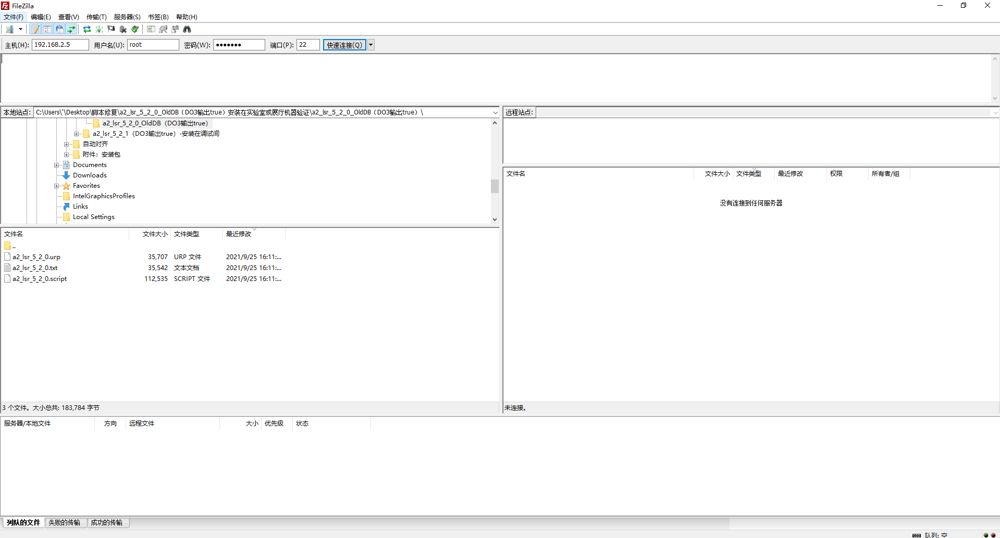 FileZilla
文件(F) 编辑(E) 查看(V) 传输(T) 服务器(S) 书签(B) 帮助(H)
主机(H): 192.168.2.5 用户名(U): root 密码(W): ●●●●●●● 端口(P): 22 快速连接(Q)
本地站点: C:\Users\`\Desktop\脚本修复\a2_lsr_5_2_0_OldDB（DO3输出true）安装在实验室或展厅机器验证\a2_lsr_5_2_0_OldDB（DO3输出true）\
a2_lsr_5_2_0_OldDB（DO3输出true）
a2_lsr_5_2_1（DO3输出true）-安装在调试间
自动对齐
附件：安装包
Documents
Downloads
Favorites
IntelGraphicsProfiles
Links
Local Settings
文件名 文件大小 文件类型 最近修改
..
a2_lsr_5_2_0.urp 35,707 URP 文件 2021/9/25 16:11:...
a2_lsr_5_2_0.txt 35,542 文本文档 2021/9/25 16:11:...
a2_lsr_5_2_0.script 112,535 SCRIPT 文件 2021/9/25 16:11:...
3 个文件。大小总共: 183,784 字节
远程站点:
文件名 文件大小 文件类型 最近修改 权限 所有者/组
没有连接到任何服务器
未连接。
服务器/本地文件 方向 远程文件 大小 优先级 状态
列队的文件 失败的传输 成功的传输
队列: 空